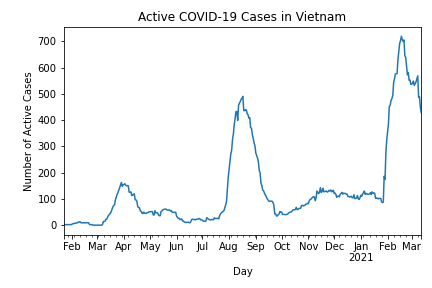 Active COVID-19 Cases in Vietnam
Number of Active Cases
700
600
500
400
300
200
100
0
Feb Mar Apr May Jun Jul Aug Sep Oct Nov Dec Jan Feb Mar
2021
Day